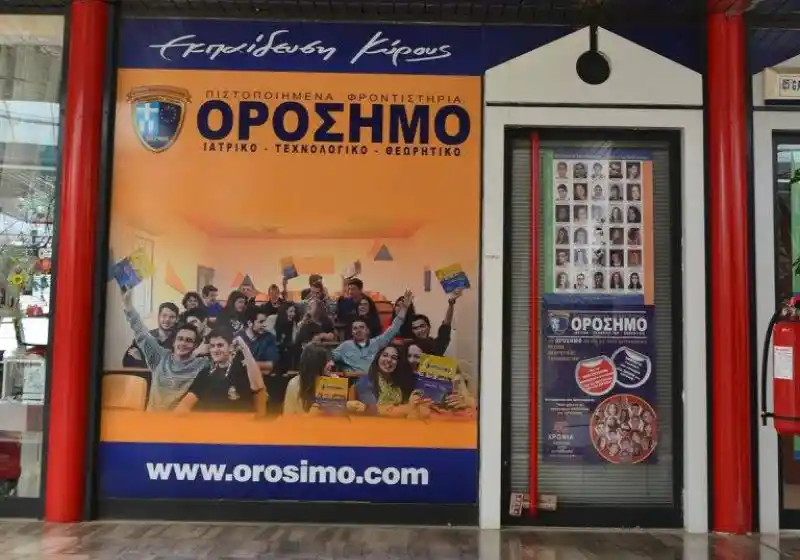 Εκπαίδευση Κύρους
ΠΙΣΤΟΠΟΙΗΜΕΝΑ ΦΡΟΝΤΙΣΤΗΡΙΑ
ΟΡΟΣΗΜΟ
ΙΑΤΡΙΚΟ - ΤΕΧΝΟΛΟΓΙΚΟ - ΘΕΩΡΗΤΙΚΟ
www.orosimo.com
ΟΡΟΣΗΜΟ
ΧΡΟΝΙΑ